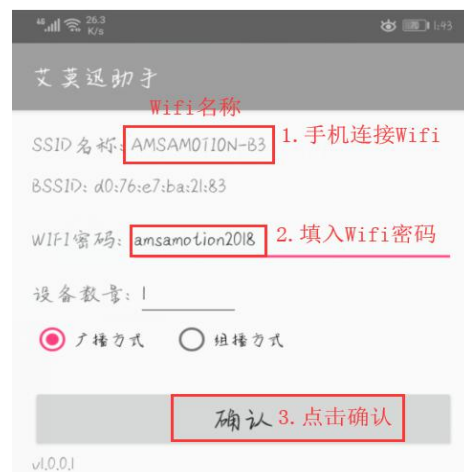 46 26.3 K/s 1:43
艾莫迅助手
Wifi名称
SSID名称: AMSAMOTION-B3 1.手机连接Wifi
BSSID: d0:76:e7:ba:21:83
WIFI密码: amsamotion2018 2.填入Wifi密码
设备数量: 1
广播方式 组播方式
确认 3.点击确认
v1.0.0.1